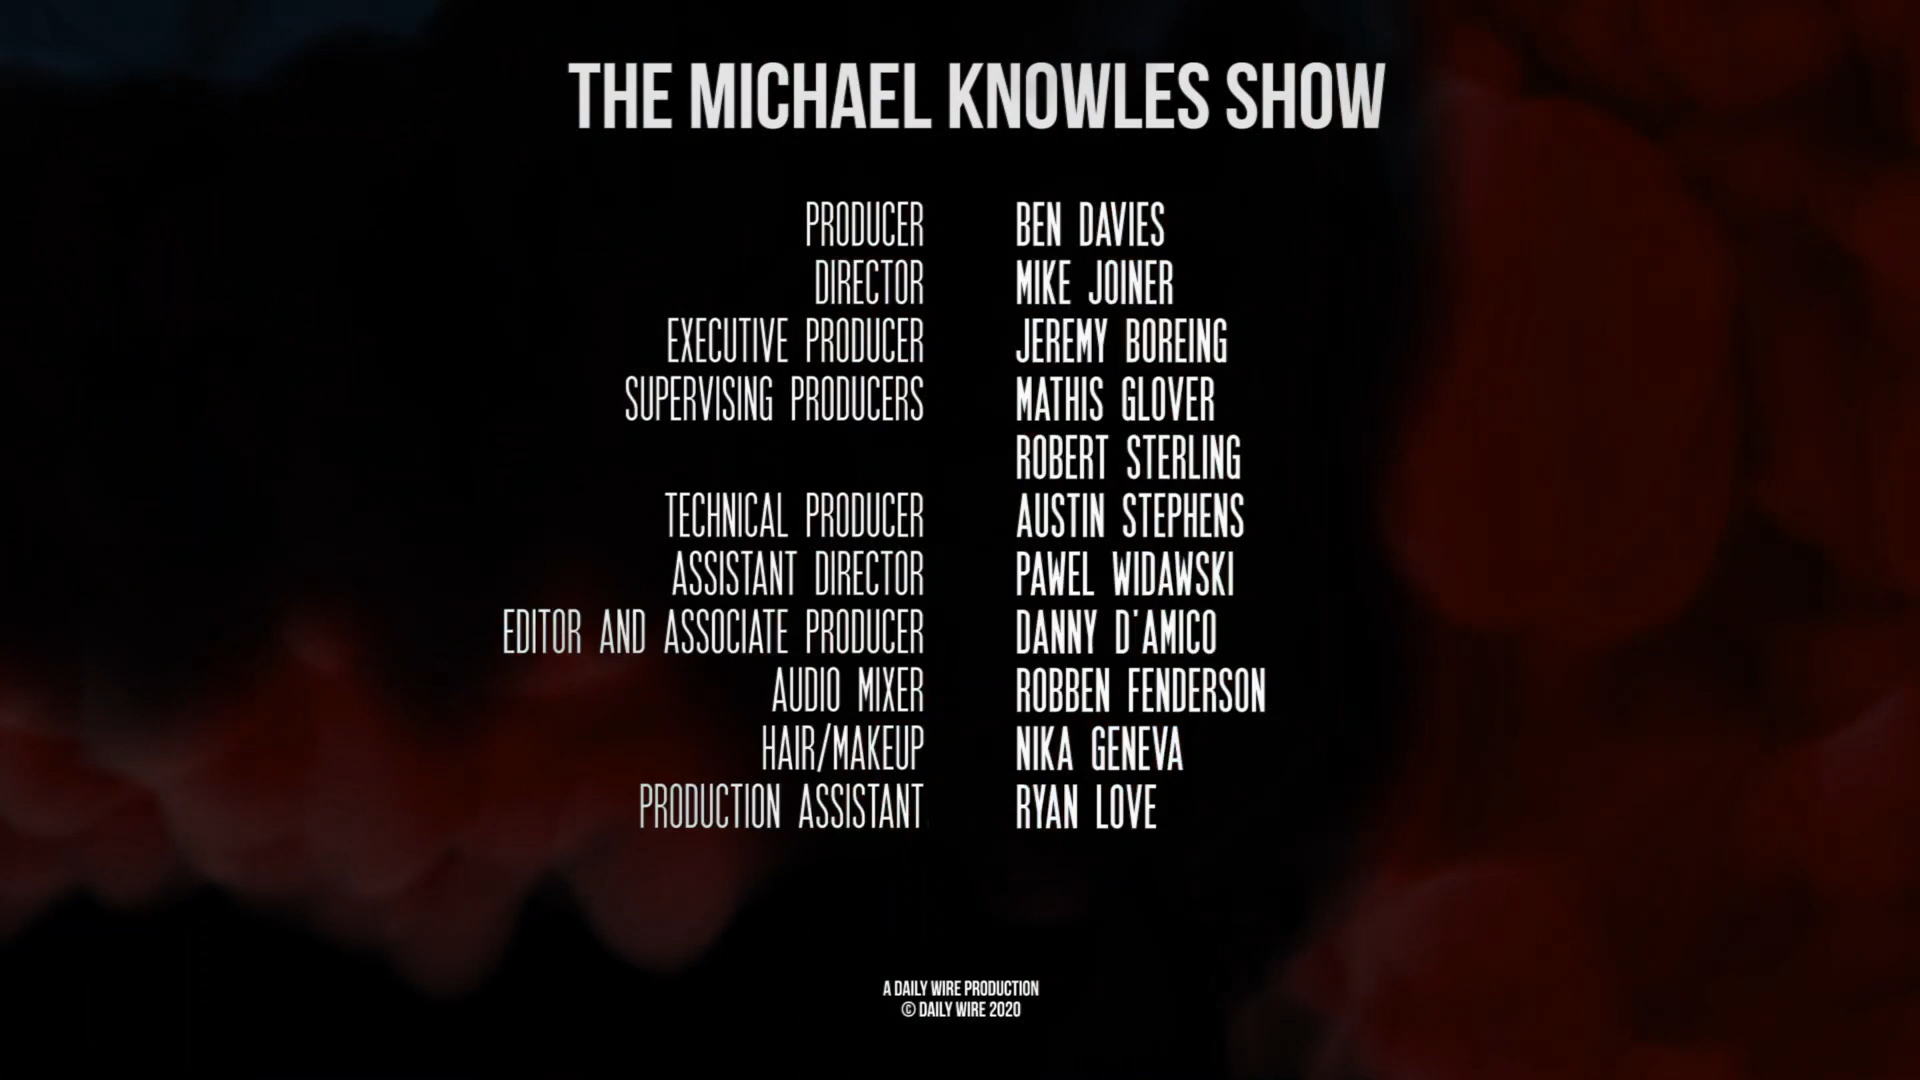 THE MICHAEL KNOWLES SHOW
PRODUCER BEN DAVIES
DIRECTOR MIKE JOINER
EXECUTIVE PRODUCER JEREMY BOREING
SUPERVISING PRODUCERS MATHIS GLOVER
ROBERT STERLING
TECHNICAL PRODUCER AUSTIN STEPHENS
ASSISTANT DIRECTOR PAWEL WIDAWSKI
EDITOR AND ASSOCIATE PRODUCER DANNY D'AMICO
AUDIO MIXER ROBBEN FENDERSON
HAIR/MAKEUP NIKA GENEVA
PRODUCTION ASSISTANT RYAN LOVE
A DAILY WIRE PRODUCTION
© DAILY WIRE 2020